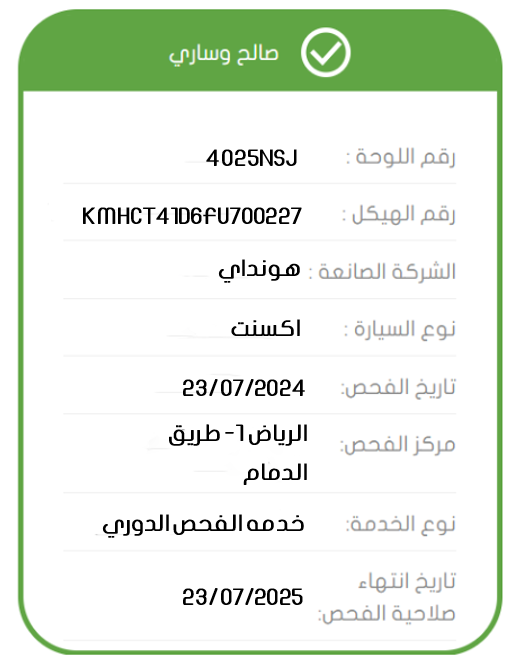 صالح وساري
رقم اللوحة : 4025NSJ
رقم الهيكل : KMHCT41D6FU700227
الشركة الصانعة : هونداي
نوع السيارة : اكسنت
تاريخ الفحص: 23/07/2024
مركز الفحص: الرياض1- طريق
الدمام
نوع الخدمة: خدمه الفحص الدوري
تاريخ انتهاء
صلاحية الفحص: 23/07/2025